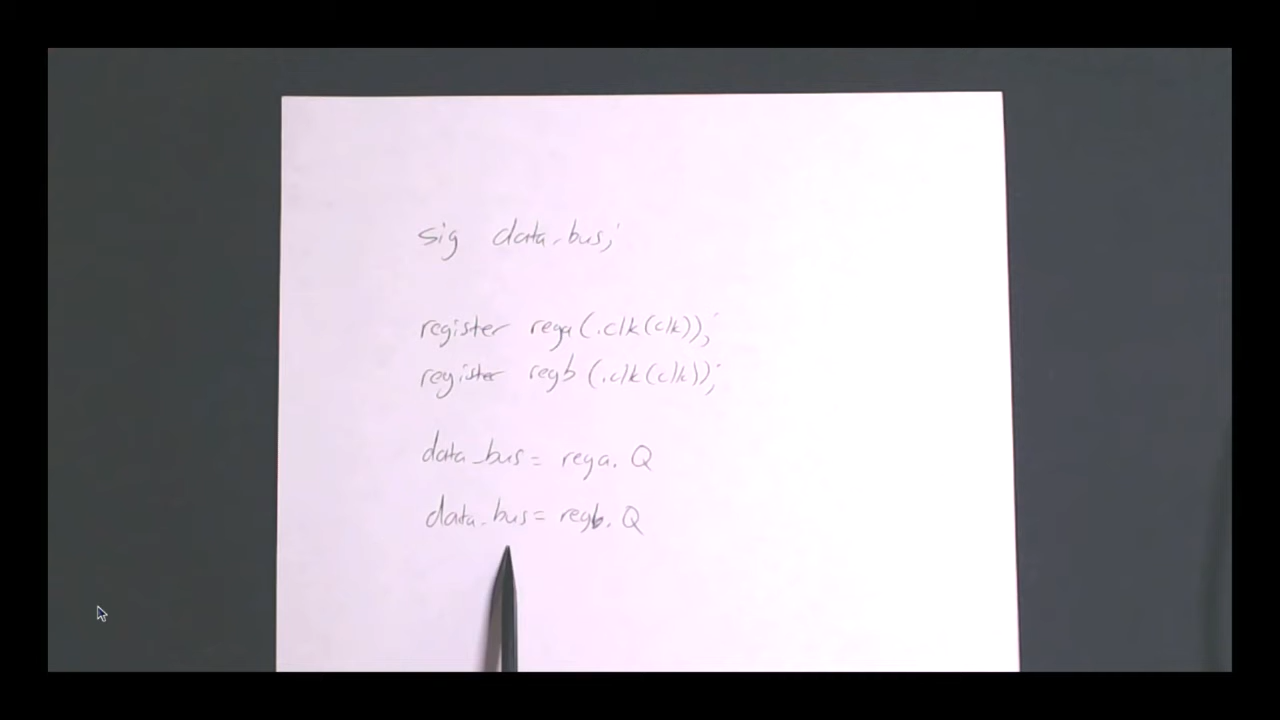 sig data_bus;
register rega (.clk(clk));
register regb (.clk(clk));
data_bus = rega.Q
data_bus = regb.Q